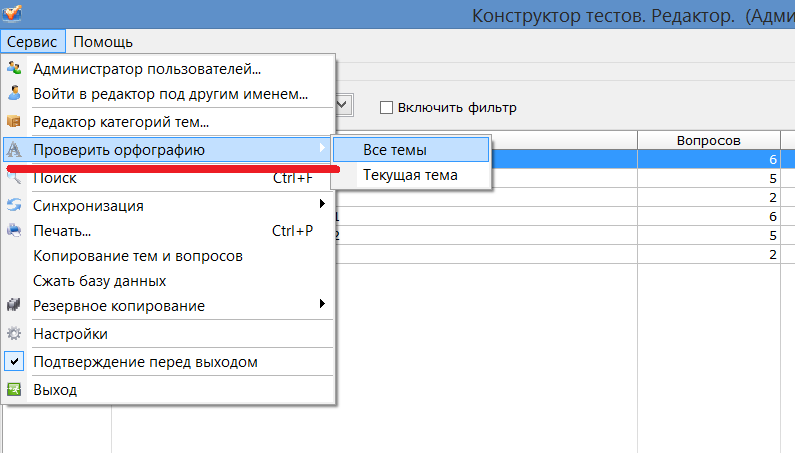 Конструктор тестов. Редактор. (Адми
Сервис Помощь
Администратор пользователей...
Войти в редактор под другим именем...
Включить фильтр
Редактор категорий тем...
Проверить орфографию
Все темы
Текущая тема
Вопросов
6
5
2
1 6
2 5
2
Поиск Ctrl+F
Синхронизация
Печать... Ctrl+P
Копирование тем и вопросов
Сжать базу данных
Резервное копирование
Настройки
Подтверждение перед выходом
Выход